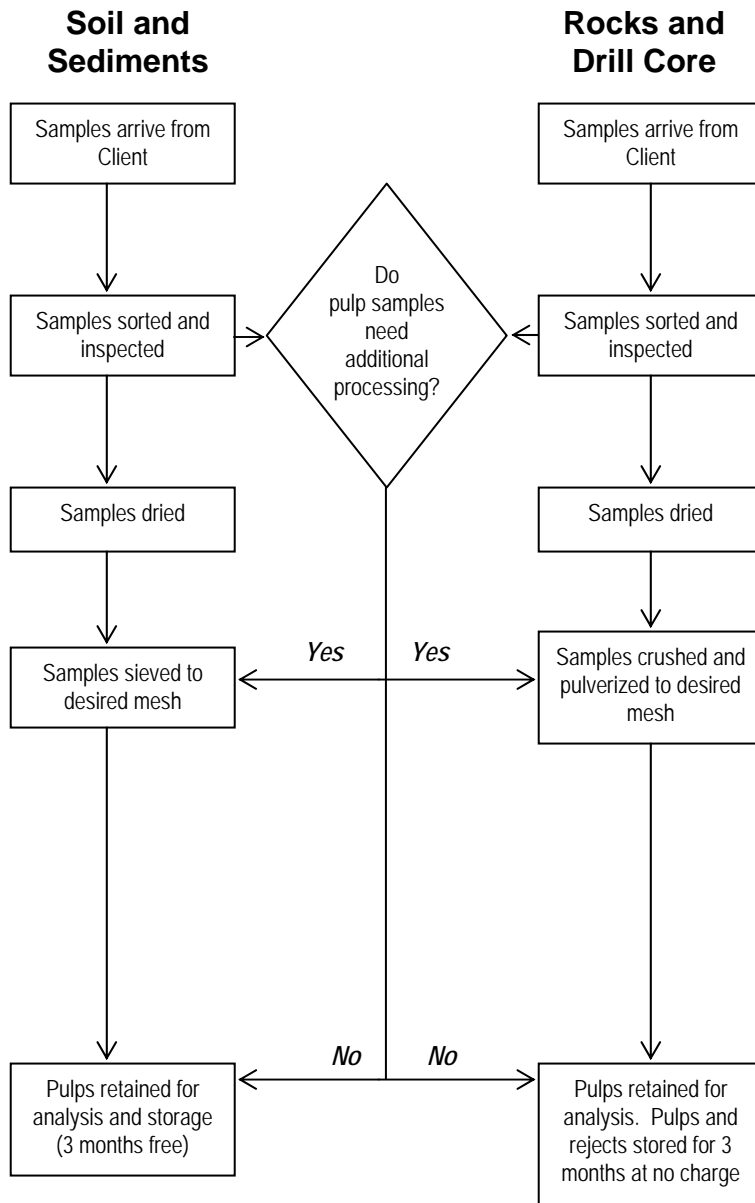 Soil and
Sediments
Samples arrive from
Client
Samples sorted and
inspected
Samples dried
Samples sieved to
desired mesh
Pulps retained for
analysis and storage
(3 months free)
Do
pulp samples
need
additional
processing?
Yes
Yes
No
No
Rocks and
Drill Core
Samples arrive from
Client
Samples sorted and
inspected
Samples dried
Samples crushed and
pulverized to desired
mesh
Pulps retained for
analysis. Pulps and
rejects stored for 3
months at no charge